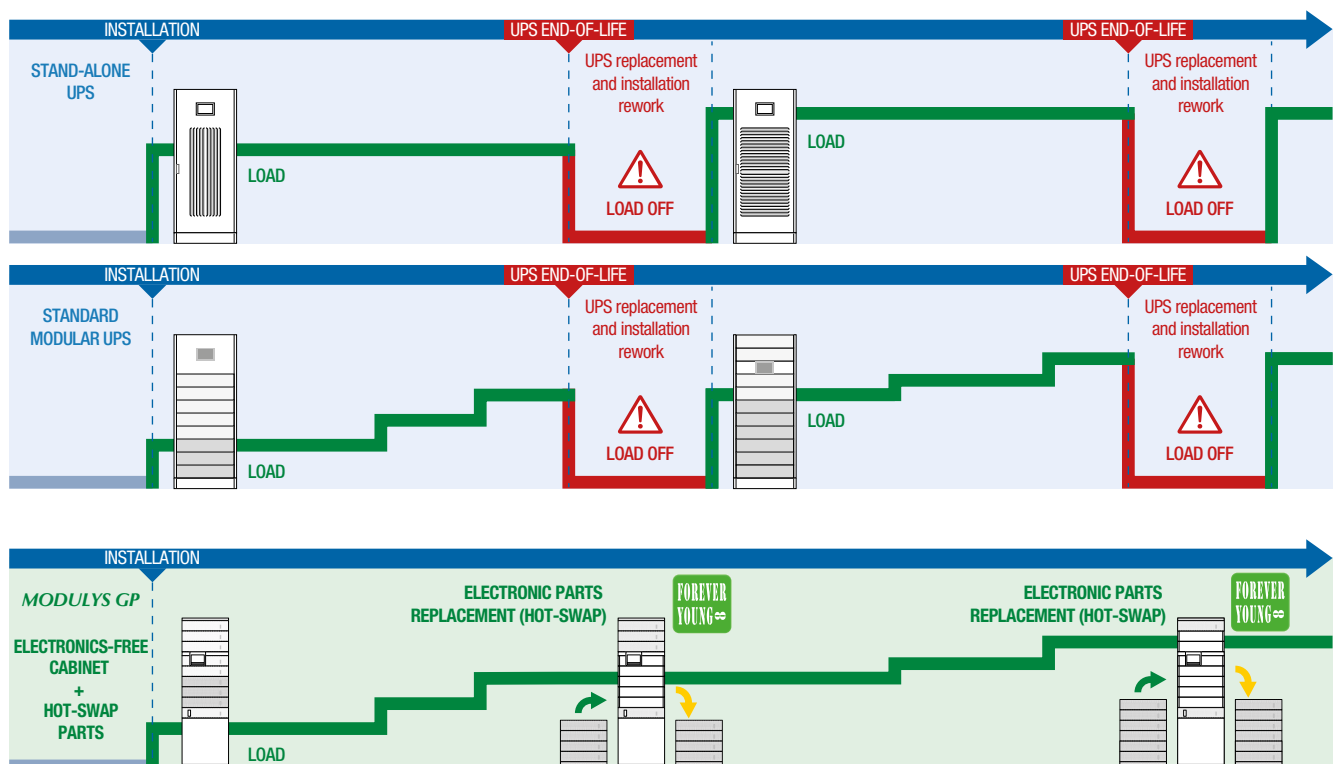 INSTALLATION
UPS END-OF-LIFE
UPS END-OF-LIFE
STAND-ALONE
UPS
UPS replacement
and installation
rework
UPS replacement
and installation
rework
LOAD
LOAD
LOAD OFF
LOAD OFF
INSTALLATION
UPS END-OF-LIFE
UPS END-OF-LIFE
STANDARD
MODULAR UPS
UPS replacement
and installation
rework
UPS replacement
and installation
rework
LOAD
LOAD
LOAD OFF
LOAD OFF
INSTALLATION
MODULYS GP
ELECTRONICS-FREE
CABINET
+
HOT-SWAP
PARTS
ELECTRONIC PARTS
REPLACEMENT (HOT-SWAP)
FOREVER
YOUNG∞
ELECTRONIC PARTS
REPLACEMENT (HOT-SWAP)
FOREVER
YOUNG∞
LOAD